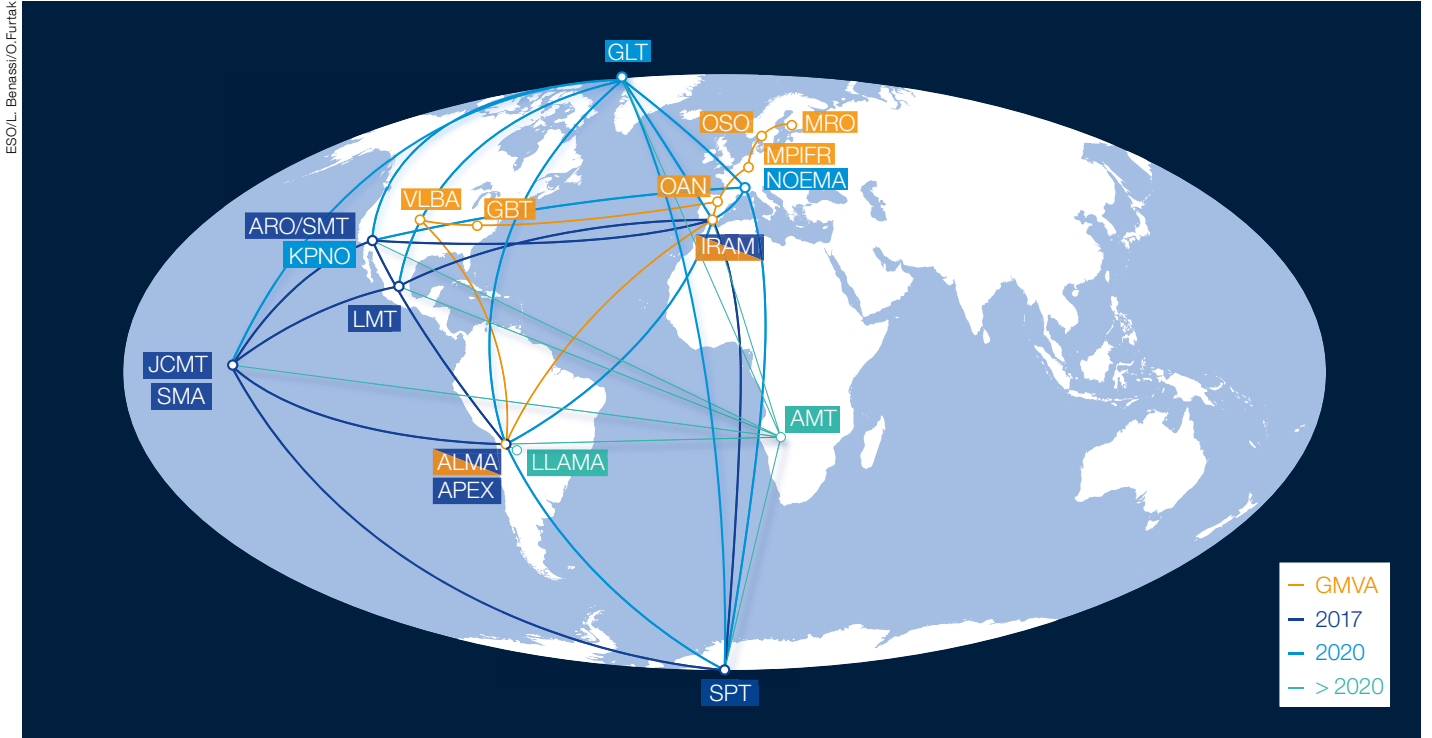 ESO/L. Benassi/O.Furtak
GLT
OSO
MRO
MPIFR
NOEMA
OAN
VLBA
GBT
ARO/SMT
KPNO
IRAM
LMT
JCMT
SMA
AMT
ALMA
LLAMA
APEX
SPT
GMVA
2017
2020
> 2020